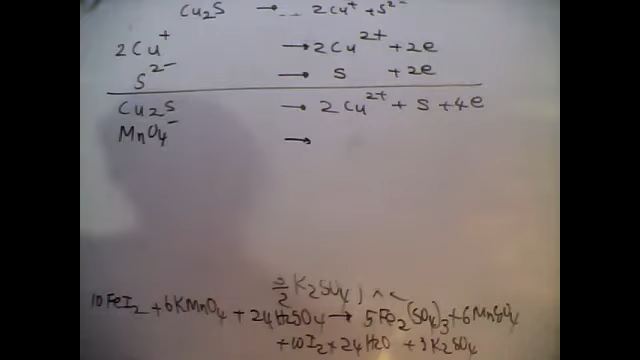 Cu₂S → 2Cu⁺ + S²⁻
2Cu⁺ → 2Cu²⁺ + 2e
S²⁻ → S + 2e
Cu₂S → 2Cu²⁺ + S + 4e
MnO₄⁻ →
K₂SO₄
10FeI₂ + 6KMnO₄ + 24H₂SO₄ → 5Fe₂(SO₄)₃ + 6MnSO₄
+ 10I₂ + 24H₂O + 3K₂SO₄